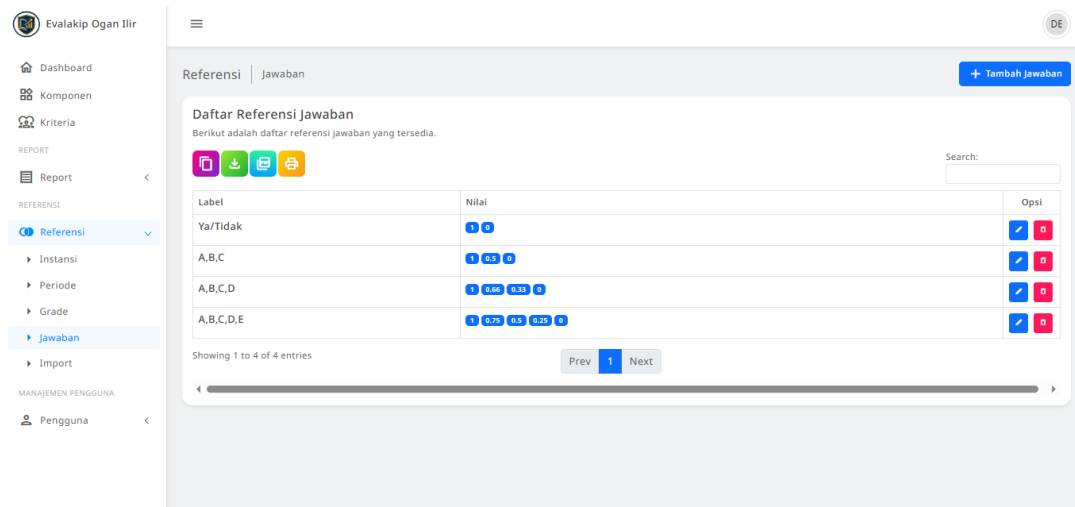 Evalakip Ogan Ilir
DE
Dashboard
Komponen
Kriteria
REPORT
Report
REFERENSI
Referensi
Instansi
Periode
Grade
Jawaban
Import
MANAJEMEN PENGGUNA
Pengguna
Referensi Jawaban
+ Tambah Jawaban
Daftar Referensi Jawaban
Berikut adalah daftar referensi jawaban yang tersedia.
Search:
Label Nilai Opsi
Ya/Tidak 1 0
A,B,C 1 0.5 0
A,B,C,D 1 0.66 0.33 0
A,B,C,D,E 1 0.75 0.5 0.25 0
Showing 1 to 4 of 4 entries
Prev 1 Next